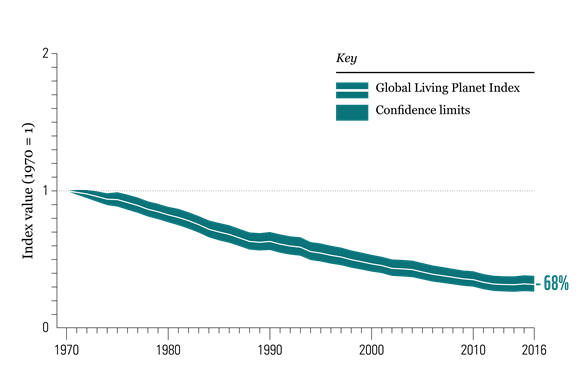 2
Key
Global Living Planet Index
Confidence limits
Index value (1970 = 1)
1
- 68%
0
1970 1980 1990 2000 2010 2016